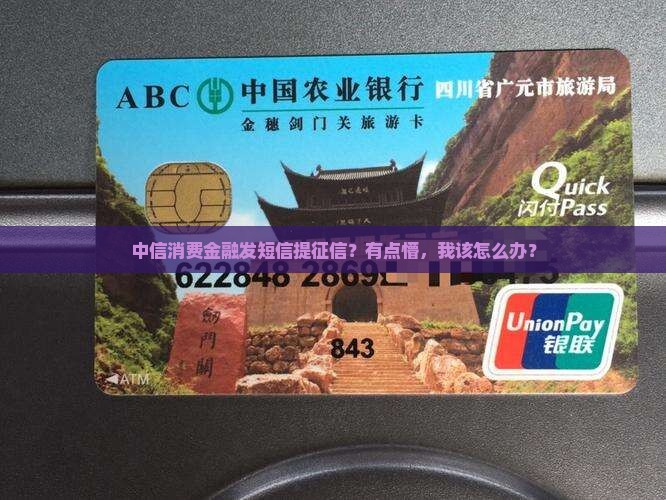 ABC 中国农业银行 四川省广元市旅游局
金穗剑门关旅游卡
Quick
闪付Pass
中信消费金融发短信提征信?有点懵,我该怎么办?
622848 2869
UnionPay
银联
劒門關
843
ATM